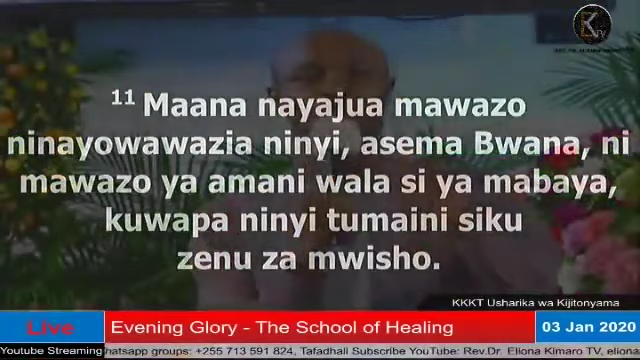 11 Maana nayajua mawazo
ninayowawazia ninyi, asema Bwana, ni
mawazo ya amani wala si ya mabaya,
kuwapa ninyi tumaini siku
zenu za mwisho.
KKKT Usharika wa Kijitonyama
Live
Evening Glory - The School of Healing
03 Jan 2020
Youtube Streaming
hatsapp groups: +255 713 591 824, Tafadhali Subscribe YouTube: Rev.Dr. Eliona Kimaro TV, eliona